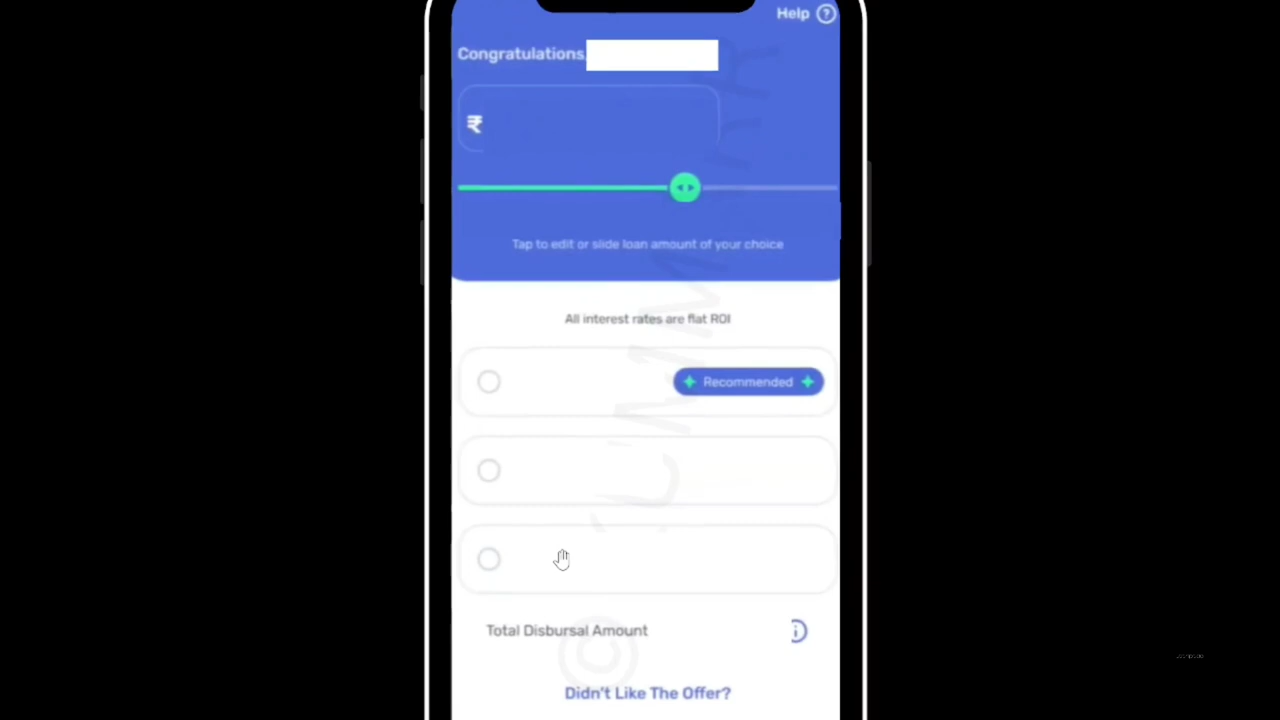 Help ?
Congratulations
₹
Tap to edit or slide loan amount of your choice
All interest rates are flat ROI
Recommended
Total Disbursal Amount
Didn't Like The Offer?